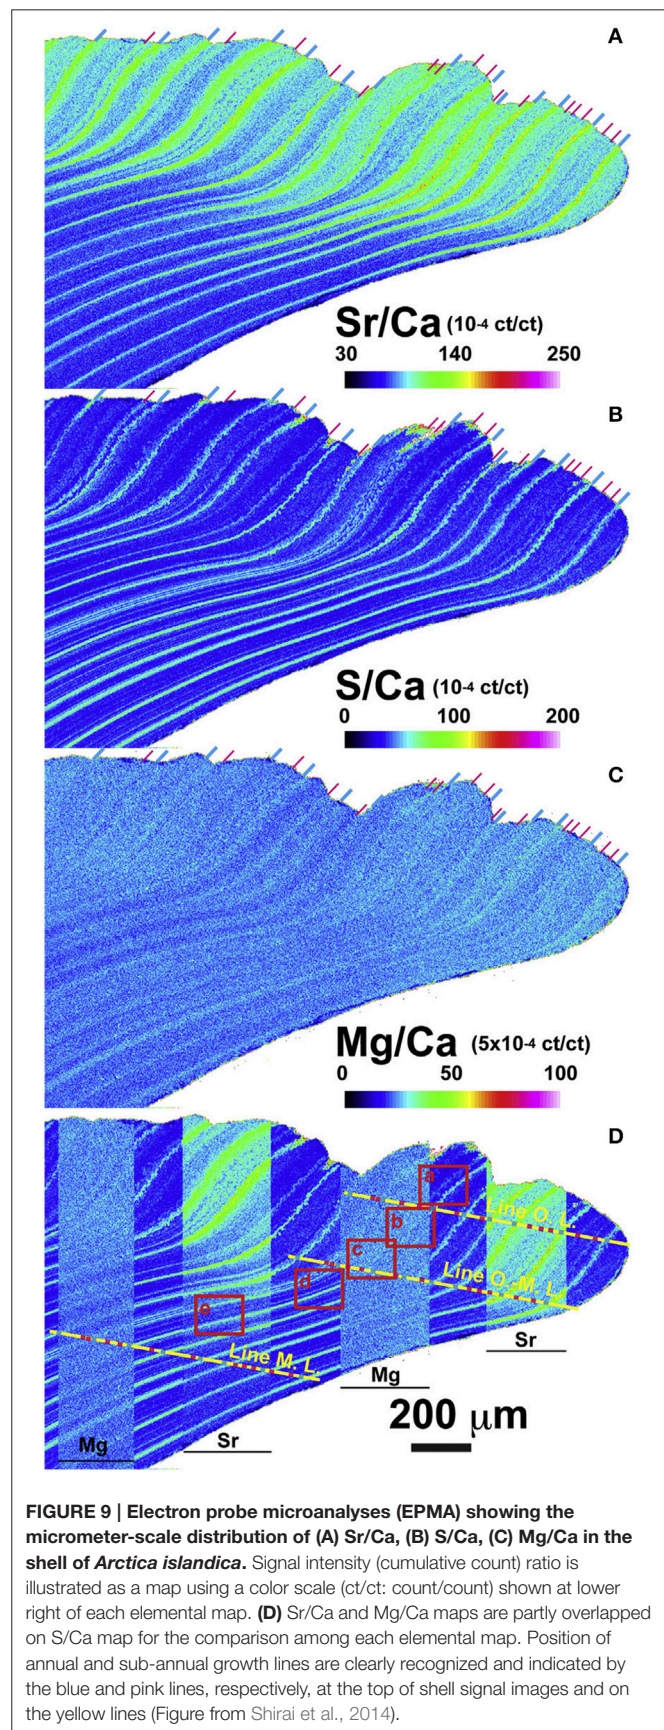 A
Sr/Ca (10-4 ct/ct)
30 140 250
B
S/Ca (10-4 ct/ct)
0 100 200
C
Mg/Ca (5x10-4 ct/ct)
0 50 100
D
a
Line O. L.
b
c
Line O.-M. L.
d
e
Line M. L.
Sr
Mg
200 μm
Mg
Sr
FIGURE 9 | Electron probe microanalyses (EPMA) showing the
micrometer-scale distribution of (A) Sr/Ca, (B) S/Ca, (C) Mg/Ca in the
shell of Arctica islandica. Signal intensity (cumulative count) ratio is
illustrated as a map using a color scale (ct/ct: count/count) shown at lower
right of each elemental map. (D) Sr/Ca and Mg/Ca maps are partly overlapped
on S/Ca map for the comparison among each elemental map. Position of
annual and sub-annual growth lines are clearly recognized and indicated by
the blue and pink lines, respectively, at the top of shell signal images and on
the yellow lines (Figure from Shirai et al., 2014).